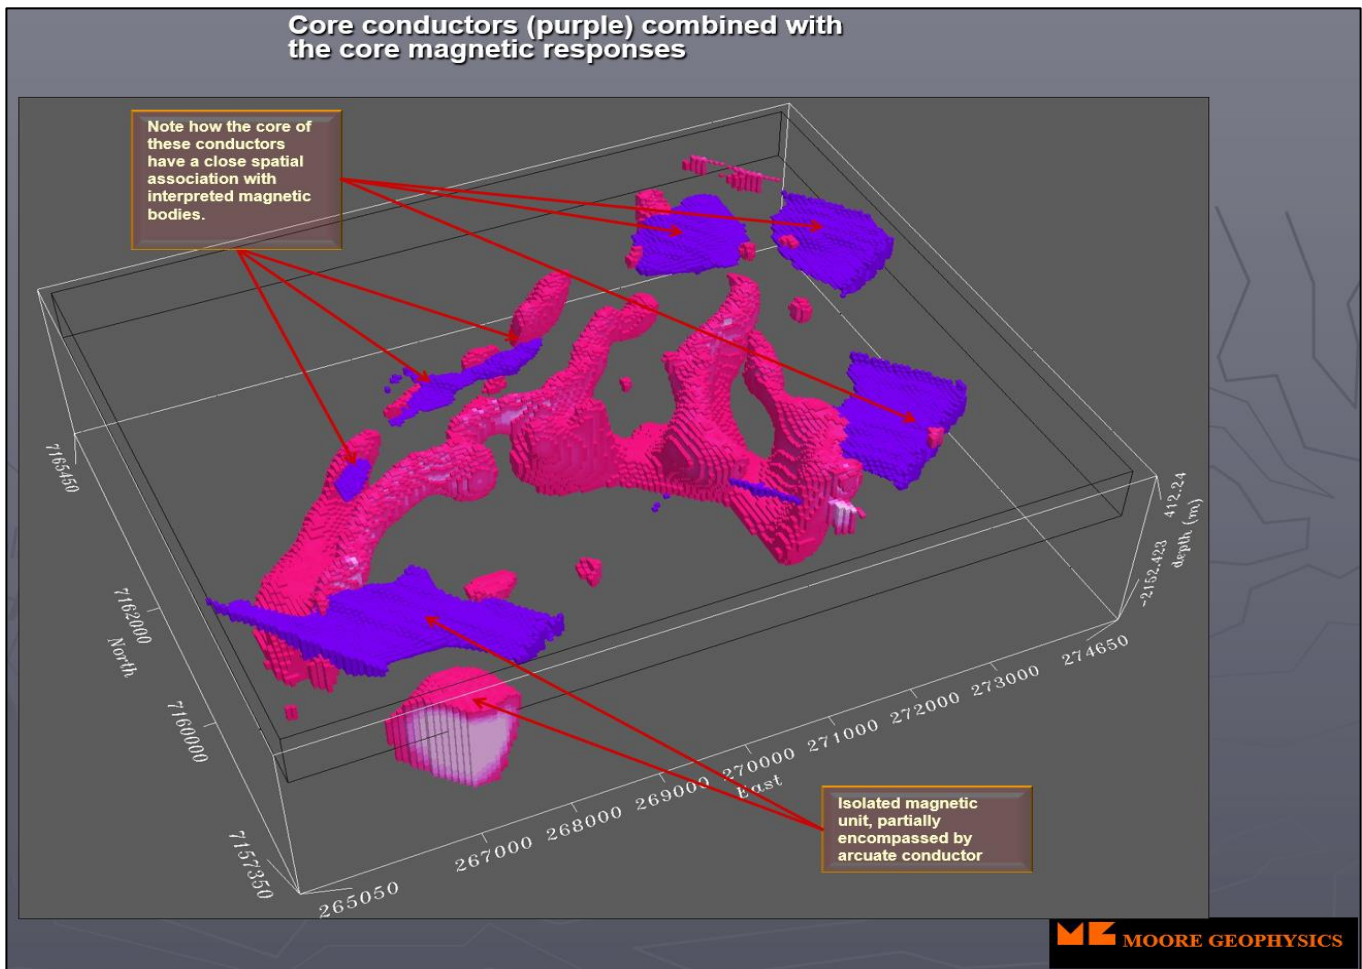 Core conductors (purple) combined with
the core magnetic responses
Note how the core of
these conductors
have a close spatial
association with
interpreted magnetic
bodies.
7165450
7162000
North
7160000
7157350
265050
267000
268000
269000
270000
East
271000
272000
273000
274650
412.24
-2152.423
depth (m)
Isolated magnetic
unit, partially
encompassed by
arcuate conductor
MOORE GEOPHYSICS